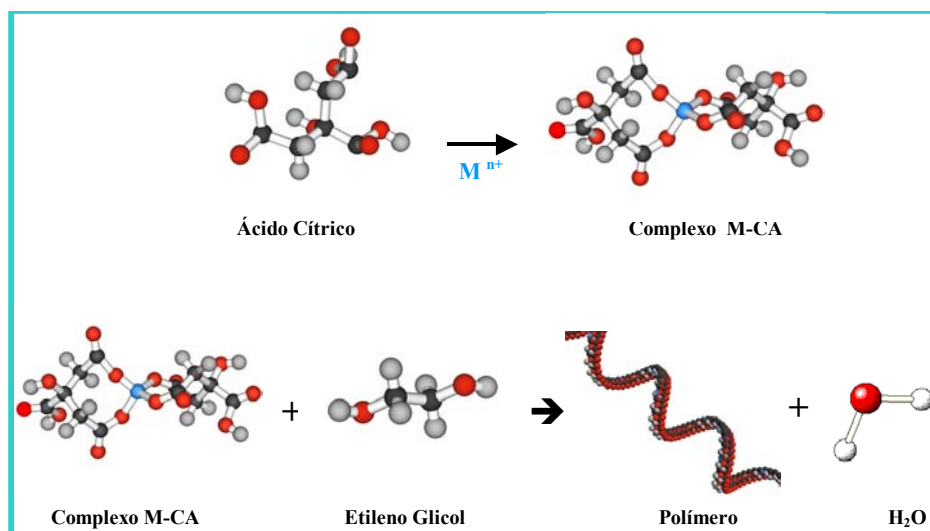 M n+
Ácido Cítrico
Complexo M-CA
+
➔
+
Complexo M-CA
Etileno Glicol
Polímero
H₂O